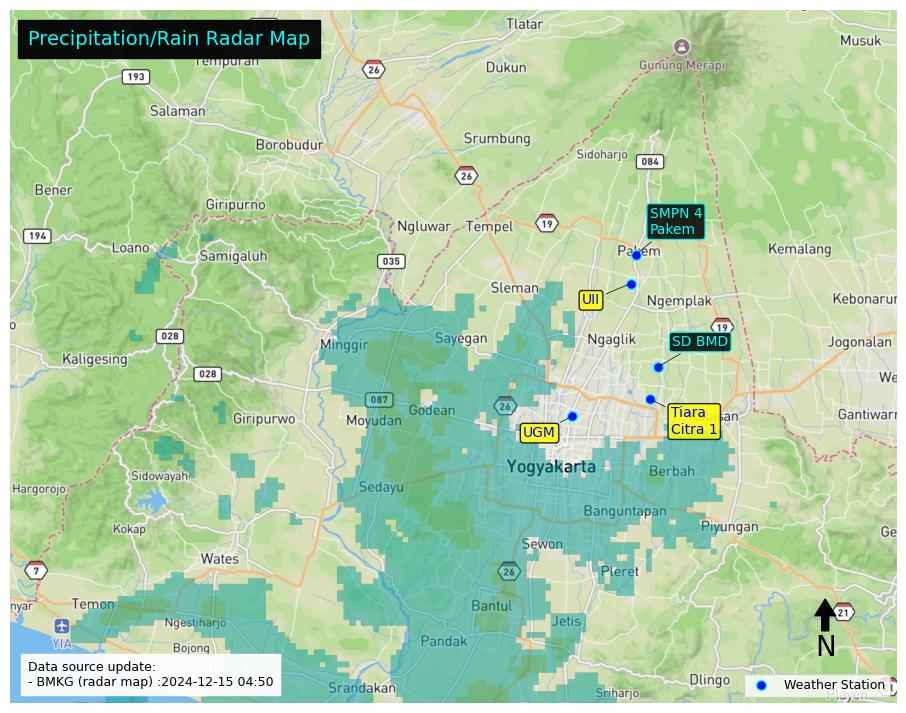 Precipitation/Rain Radar Map
Tlatar
Musuk
26
Gunung Merapi
Dukun
193
Salaman
Srumbung
Borobudur
Sidoharjo
084
26
Bener
Giripurno
SMPN 4
Pakem
19
Ngluwar
Tempel
194
Loano
Samigaluh
035
Pakem
Kemalang
Sleman
UII
Ngemplak
Kebonarum
19
028
Minggir
Sayegan
Ngaglik
SD BMD
Jogonalan
Kaligesing
028
087
Godean
26
Moyudan
Giripurwo
Tiara
Citra 1
Gantiwarno
UGM
Yogyakarta
Berbah
Sidowayah
Hargorojo
Sedayu
Banguntapan
Kokap
Piyungan
Wates
Sewon
7
26
Pleret
Temon
Bantul
21
Ngestiharjo
Jetis
YIA
Bojong
Pandak
N
Data source update:
- BMKG (radar map) :2024-12-15 04:50
Srandakan
Dlingo
Sriharjo
Weather Station
Playen